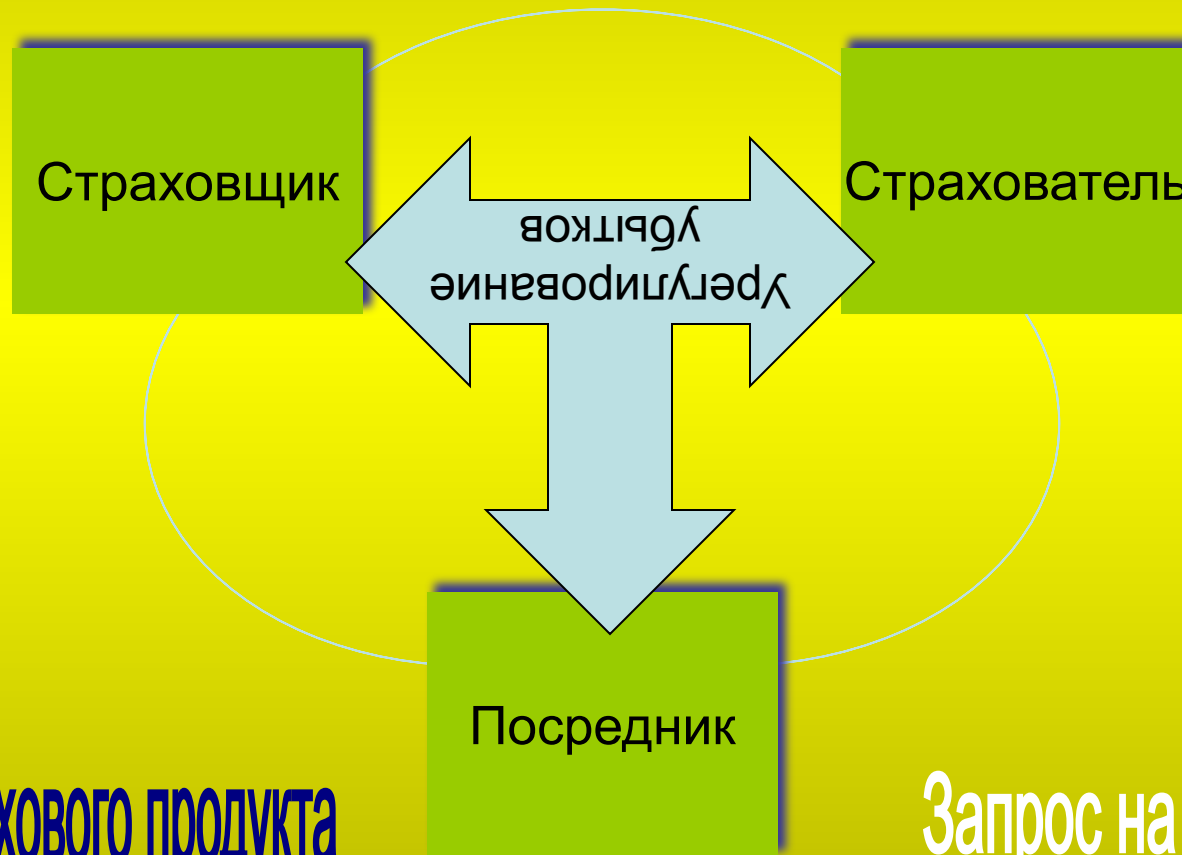 Страховщик
Страхователь
Урегулирование
убытков
Посредник
хового продукта
Запрос на